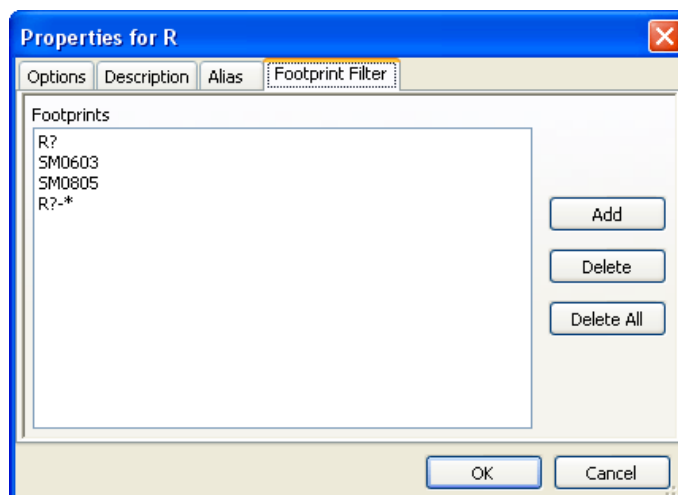 Properties for R
Options Description Alias Footprint Filter
Footprints
R?
SM0603
SM0805
R?-*
Add
Delete
Delete All
OK Cancel